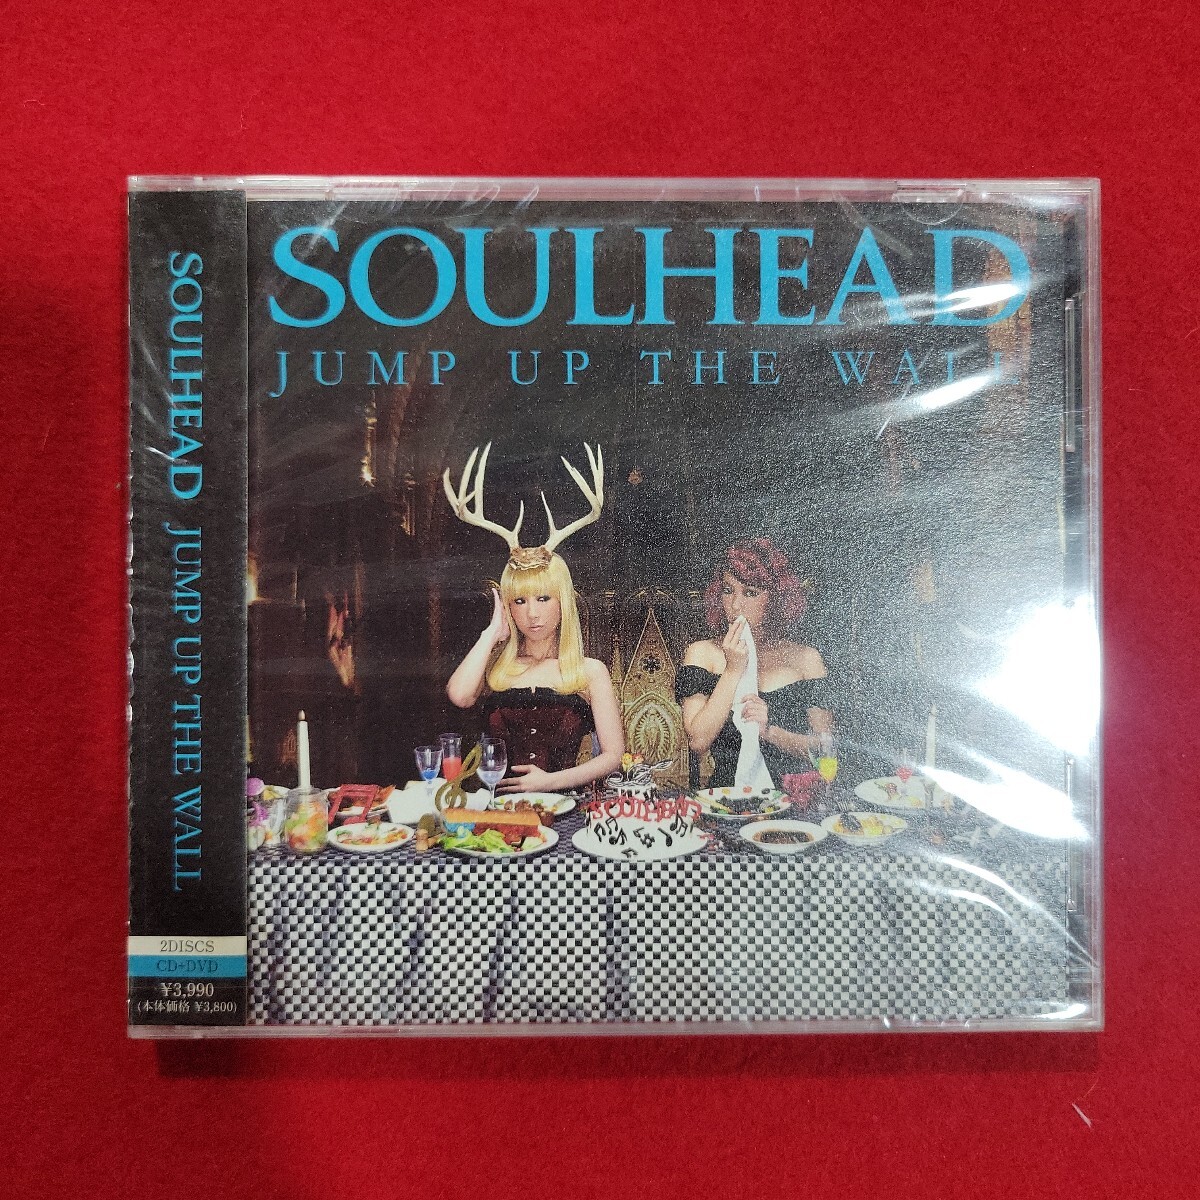 SOULHEAD
JUMP UP THE WALL
SOULHEAD JUMP UP THE WALL
2DISCS
CD+DVD
¥3,990
(本体価格 ¥3,800)
SOULHEAD